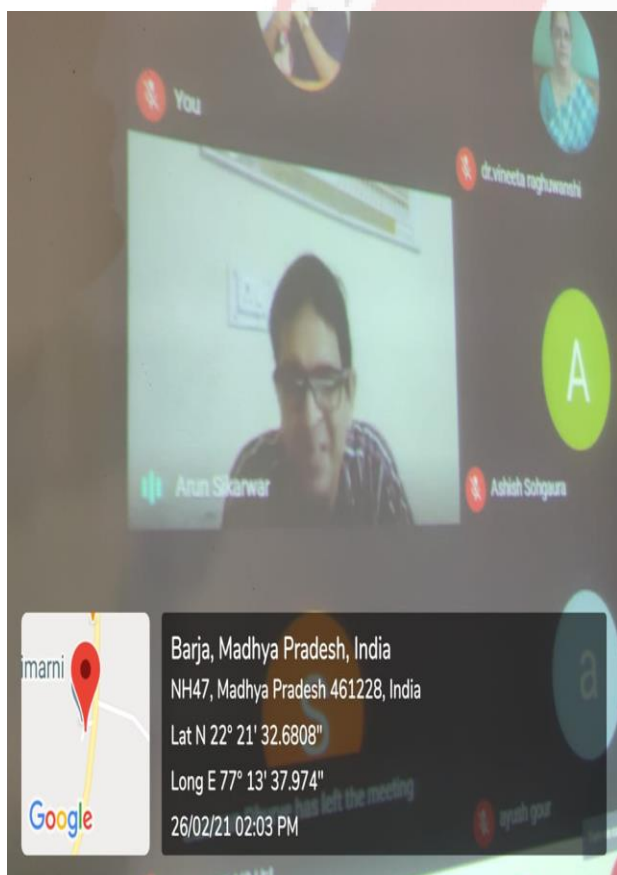 You
dr.vineeta raghuwanshi
A
Arun Sikarwar
Ashish Sohgaura
imarni
Google
Barja, Madhya Pradesh, India
NH47, Madhya Pradesh 461228, India
Lat N 22° 21' 32.6808"
Long E 77° 13' 37.974"
26/02/21 02:03 PM
S
has left the meeting
a
ayush gour